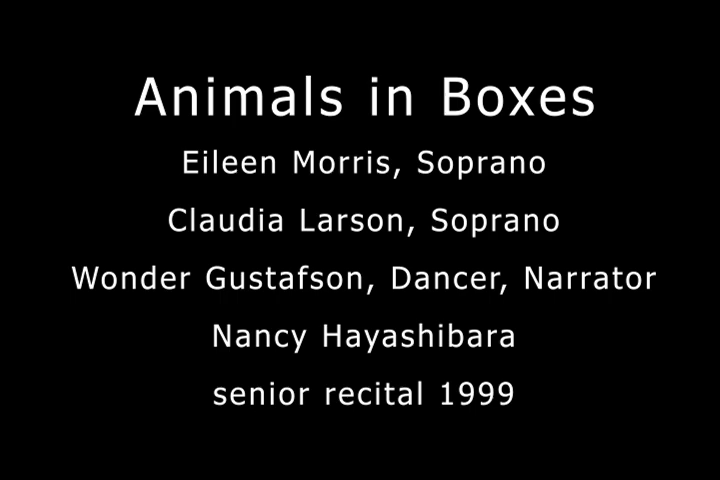 Animals in Boxes
Eileen Morris, Soprano
Claudia Larson, Soprano
Wonder Gustafson, Dancer, Narrator
Nancy Hayashibara
senior recital 1999